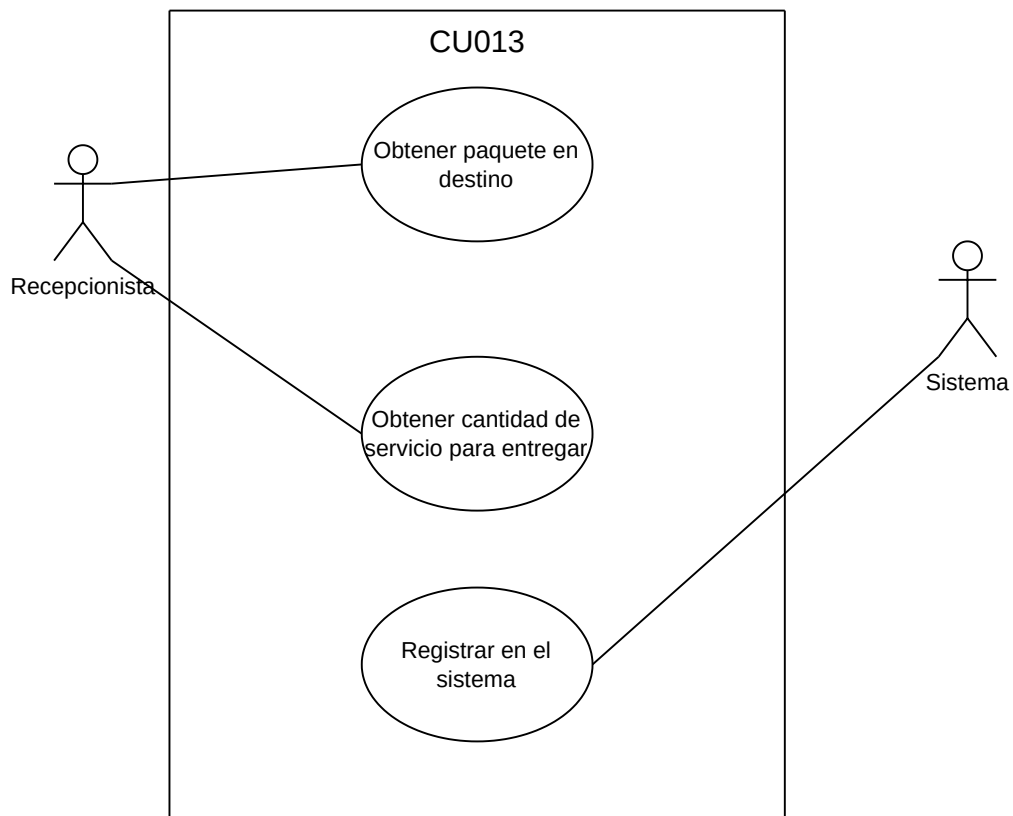 CU013
Obtener paquete en
destino
Recepcionista
Sistema
Obtener cantidad de
servicio para entregar
Registrar en el
sistema